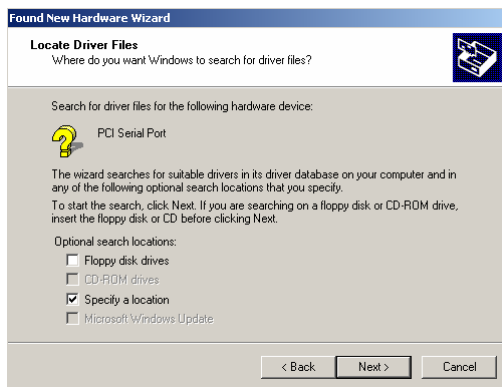 Found New Hardware Wizard
Locate Driver Files
Where do you want Windows to search for driver files?
Search for driver files for the following hardware device:
PCI Serial Port
The wizard searches for suitable drivers in its driver database on your computer and in
any of the following optional search locations that you specify.
To start the search, click Next. If you are searching on a floppy disk or CD-ROM drive,
insert the floppy disk or CD before clicking Next.
Optional search locations:
Floppy disk drives
CD-ROM drives
Specify a location
Microsoft Windows Update
< Back
Next >
Cancel